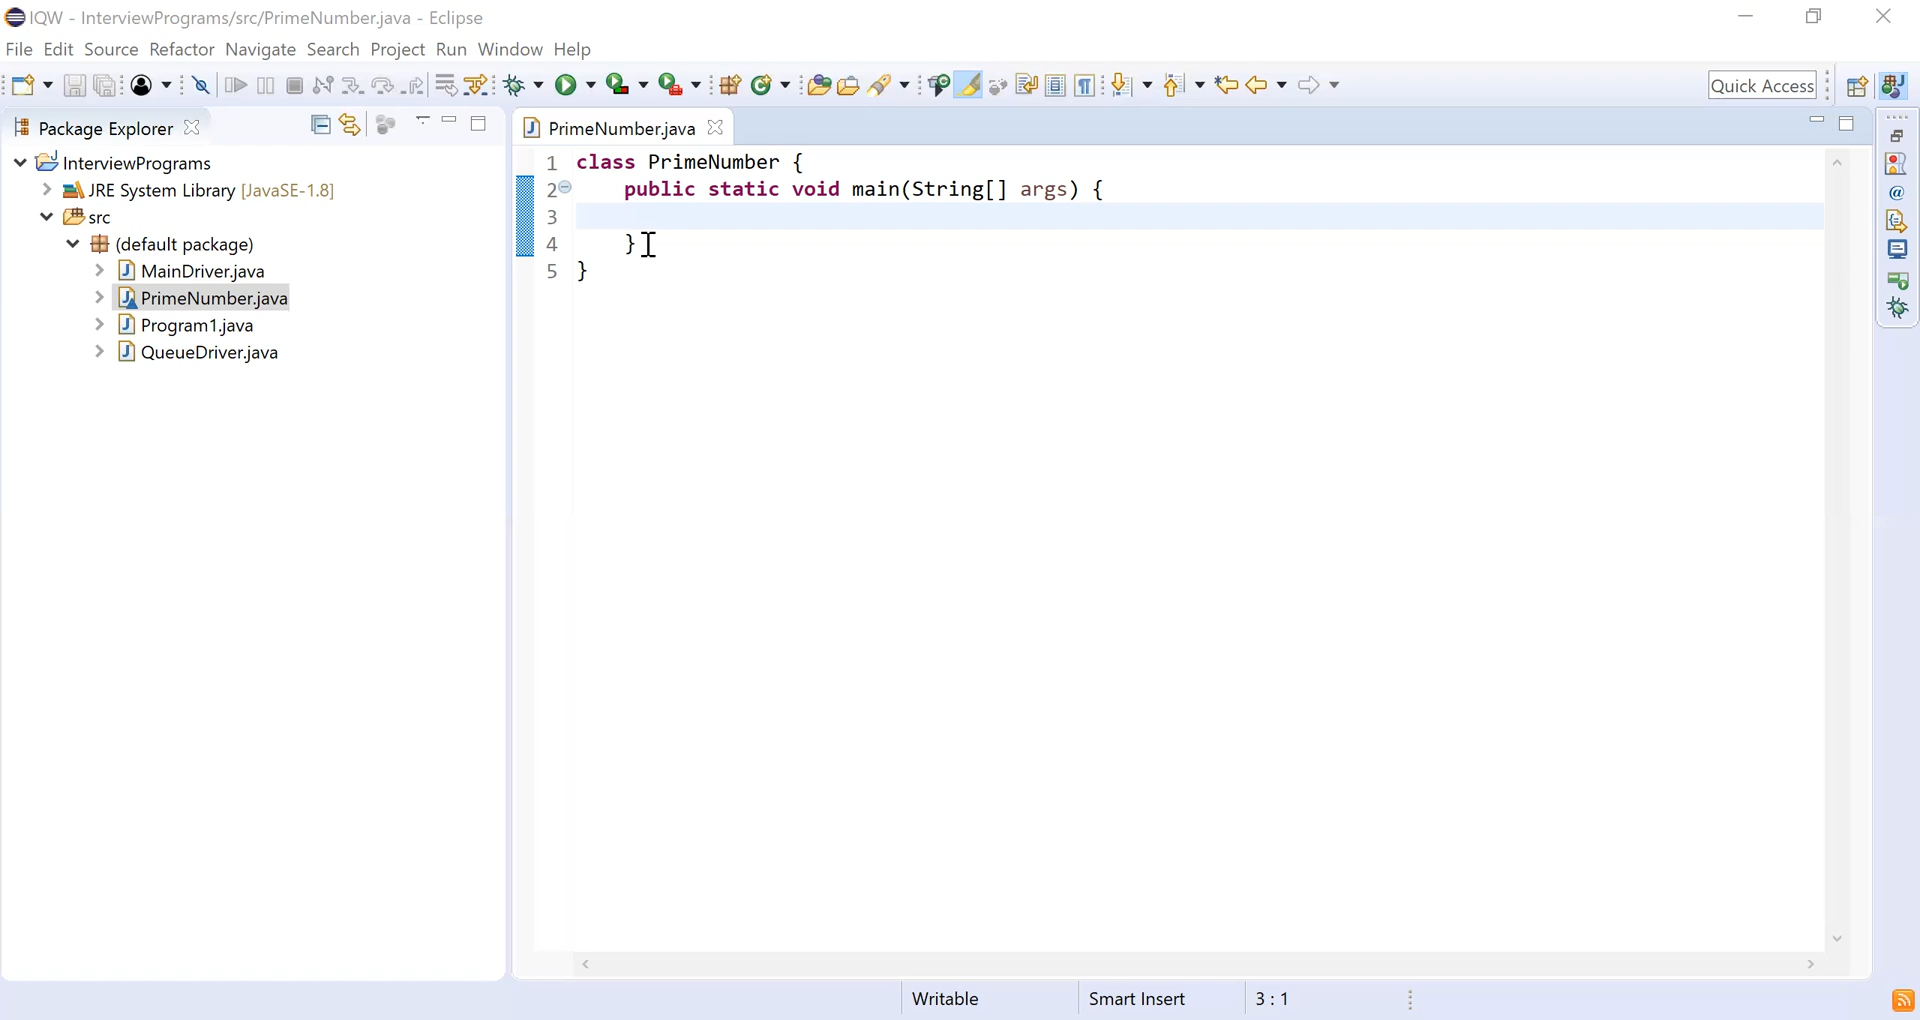 IQW - InterviewPrograms/src/PrimeNumber.java - Eclipse
File Edit Source Refactor Navigate Search Project Run Window Help
Quick Access
Package Explorer
PrimeNumber.java
InterviewPrograms
JRE System Library [JavaSE-1.8]
src
(default package)
MainDriver.java
PrimeNumber.java
Program1.java
QueueDriver.java
1 class PrimeNumber {
2 public static void main(String[] args) {
3
4 }
5 }
Writable Smart Insert 3 : 1